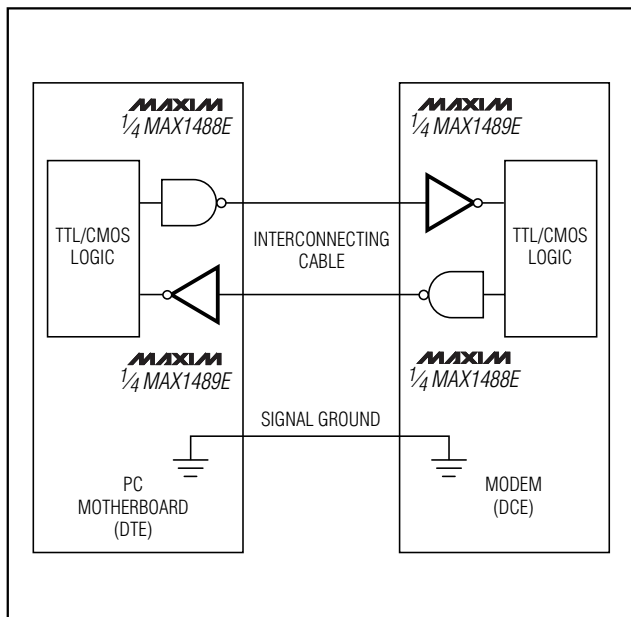 MAXIM
1/4 MAX1488E
MAXIM
1/4 MAX1489E
TTL/CMOS
LOGIC
INTERCONNECTING
CABLE
TTL/CMOS
LOGIC
MAXIM
1/4 MAX1489E
MAXIM
1/4 MAX1488E
SIGNAL GROUND
PC
MOTHERBOARD
(DTE)
MODEM
(DCE)